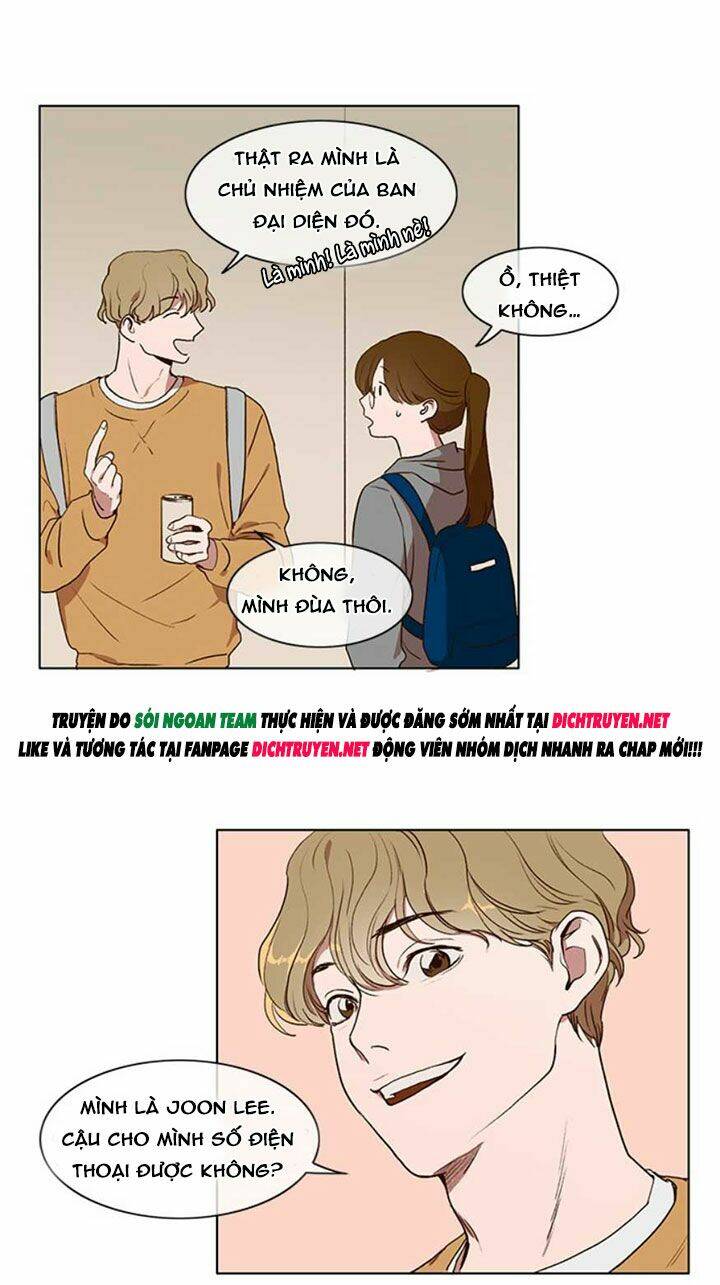 THẬT RA MÌNH LÀ
CHỦ NHIỆM CỦA BAN
ĐẠI DIỆN ĐÓ.
Là mình! Là mình nè!
Ồ, THIỆT
KHÔNG...
KHÔNG,
MÌNH ĐÙA THÔI.
TRUYỆN DO SÓI NGOAN TEAM THỰC HIỆN VÀ ĐƯỢC ĐĂNG SỚM NHẤT TẠI DICHTRUYEN.NET
LIKE VÀ TƯƠNG TÁC TẠI FANPAGE DICHTRUYEN.NET ĐỘNG VIÊN NHÓM DỊCH NHANH RA CHAP MỚI!!!
MÌNH LÀ JOON LEE.
CẬU CHO MÌNH SỐ ĐIỆN
THOẠI ĐƯỢC KHÔNG?